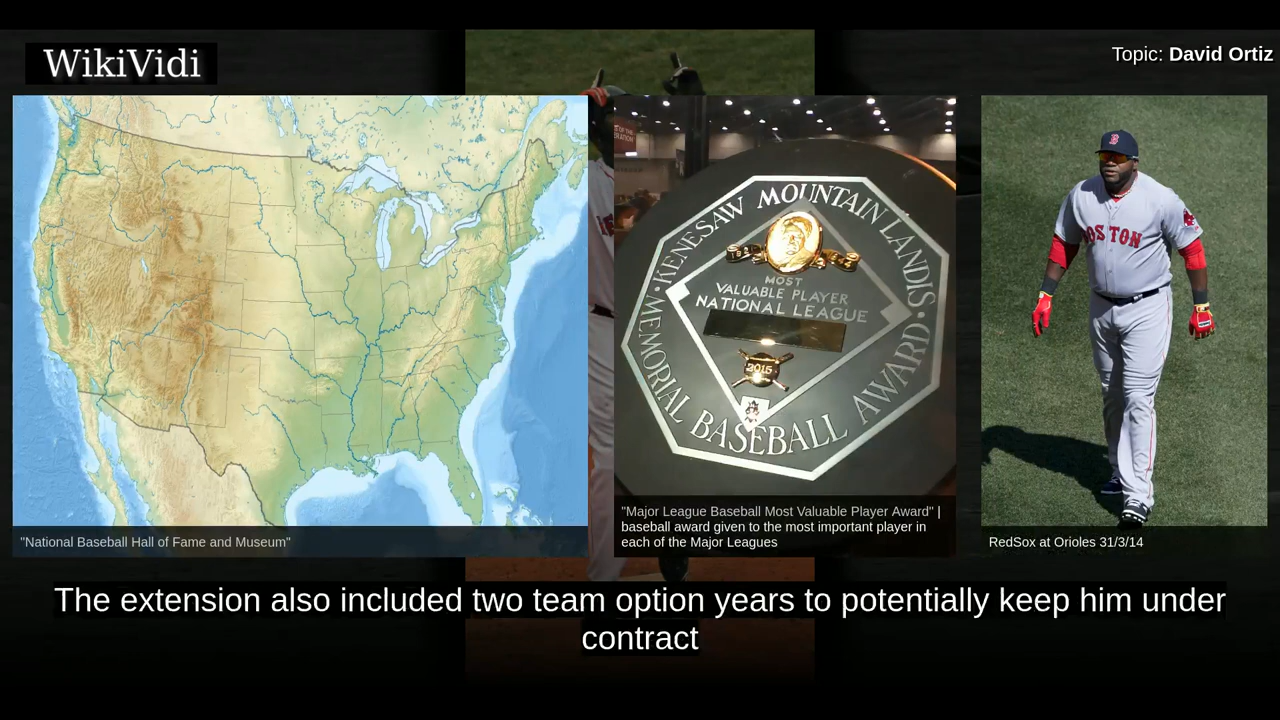 WikiVidi
Topic: David Ortiz
KENESAW MOUNTAIN LANDIS
MEMORIAL BASEBALL AWARD
MOST
VALUABLE PLAYER
NATIONAL LEAGUE
2015
BOSTON
"National Baseball Hall of Fame and Museum"
"Major League Baseball Most Valuable Player Award" |
baseball award given to the most important player in
each of the Major Leagues
RedSox at Orioles 31/3/14
The extension also included two team option years to potentially keep him under
contract